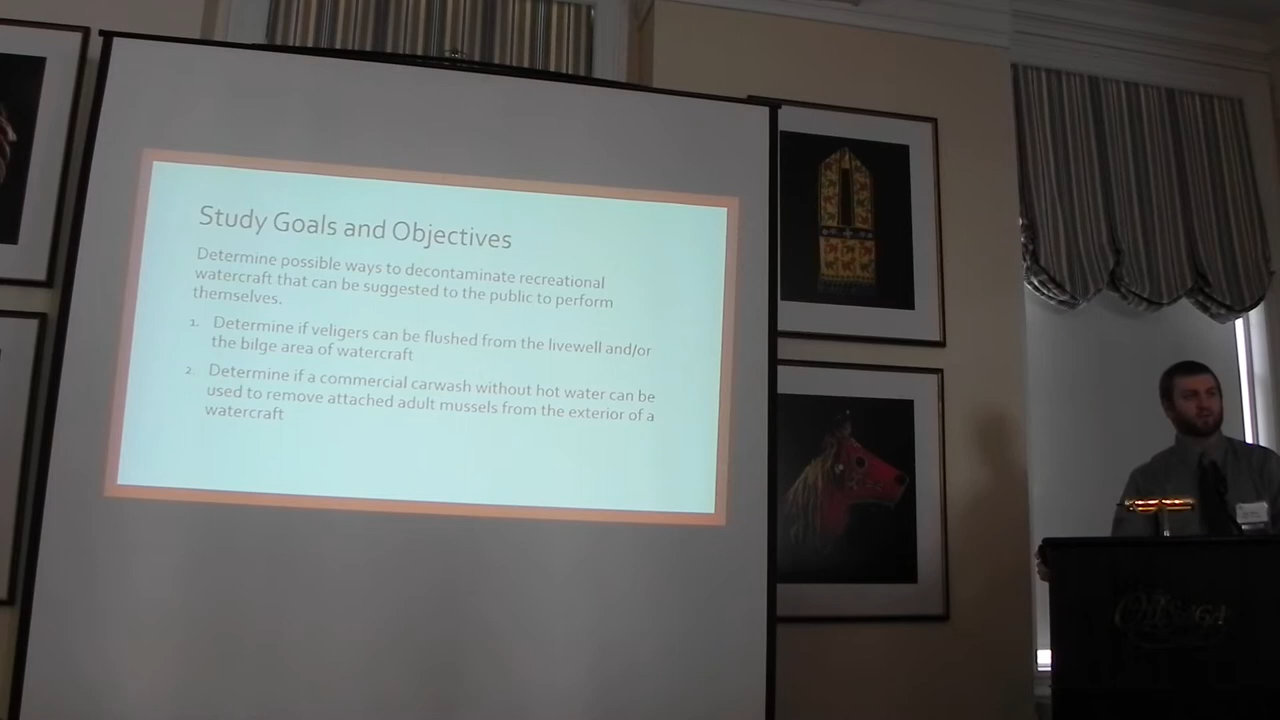 Study Goals and Objectives
Determine possible ways to decontaminate recreational
watercraft that can be suggested to the public to perform
themselves.
1. Determine if veligers can be flushed from the livewell and/or
the bilge area of watercraft
2. Determine if a commercial carwash without hot water can be
used to remove attached adult mussels from the exterior of a
watercraft
OTESAGA